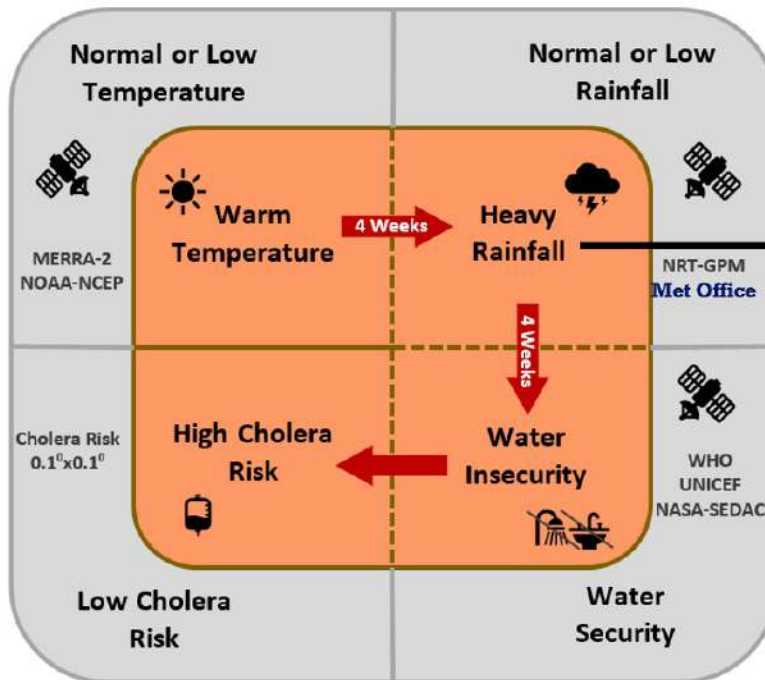 Normal or Low
Temperature
Normal or Low
Rainfall
Warm
Temperature
4 Weeks
Heavy
Rainfall
MERRA-2
NOAA-NCEP
NRT-GPM
Met Office
4 Weeks
Cholera Risk
0.1⁰x0.1⁰
High Cholera
Risk
Water
Insecurity
WHO
UNICEF
NASA-SEDAC
Low Cholera
Risk
Water
Security